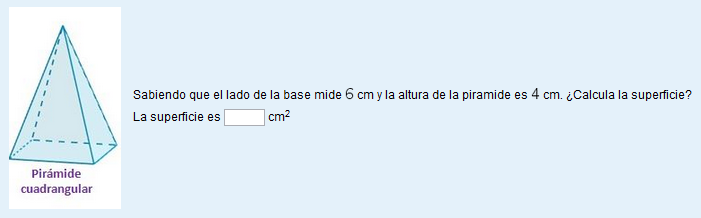 Sabiendo que el lado de la base mide 6 cm y la altura de la piramide es 4 cm. ¿Calcula la superficie?
La superficie es cm²
Pirámide
cuadrangular